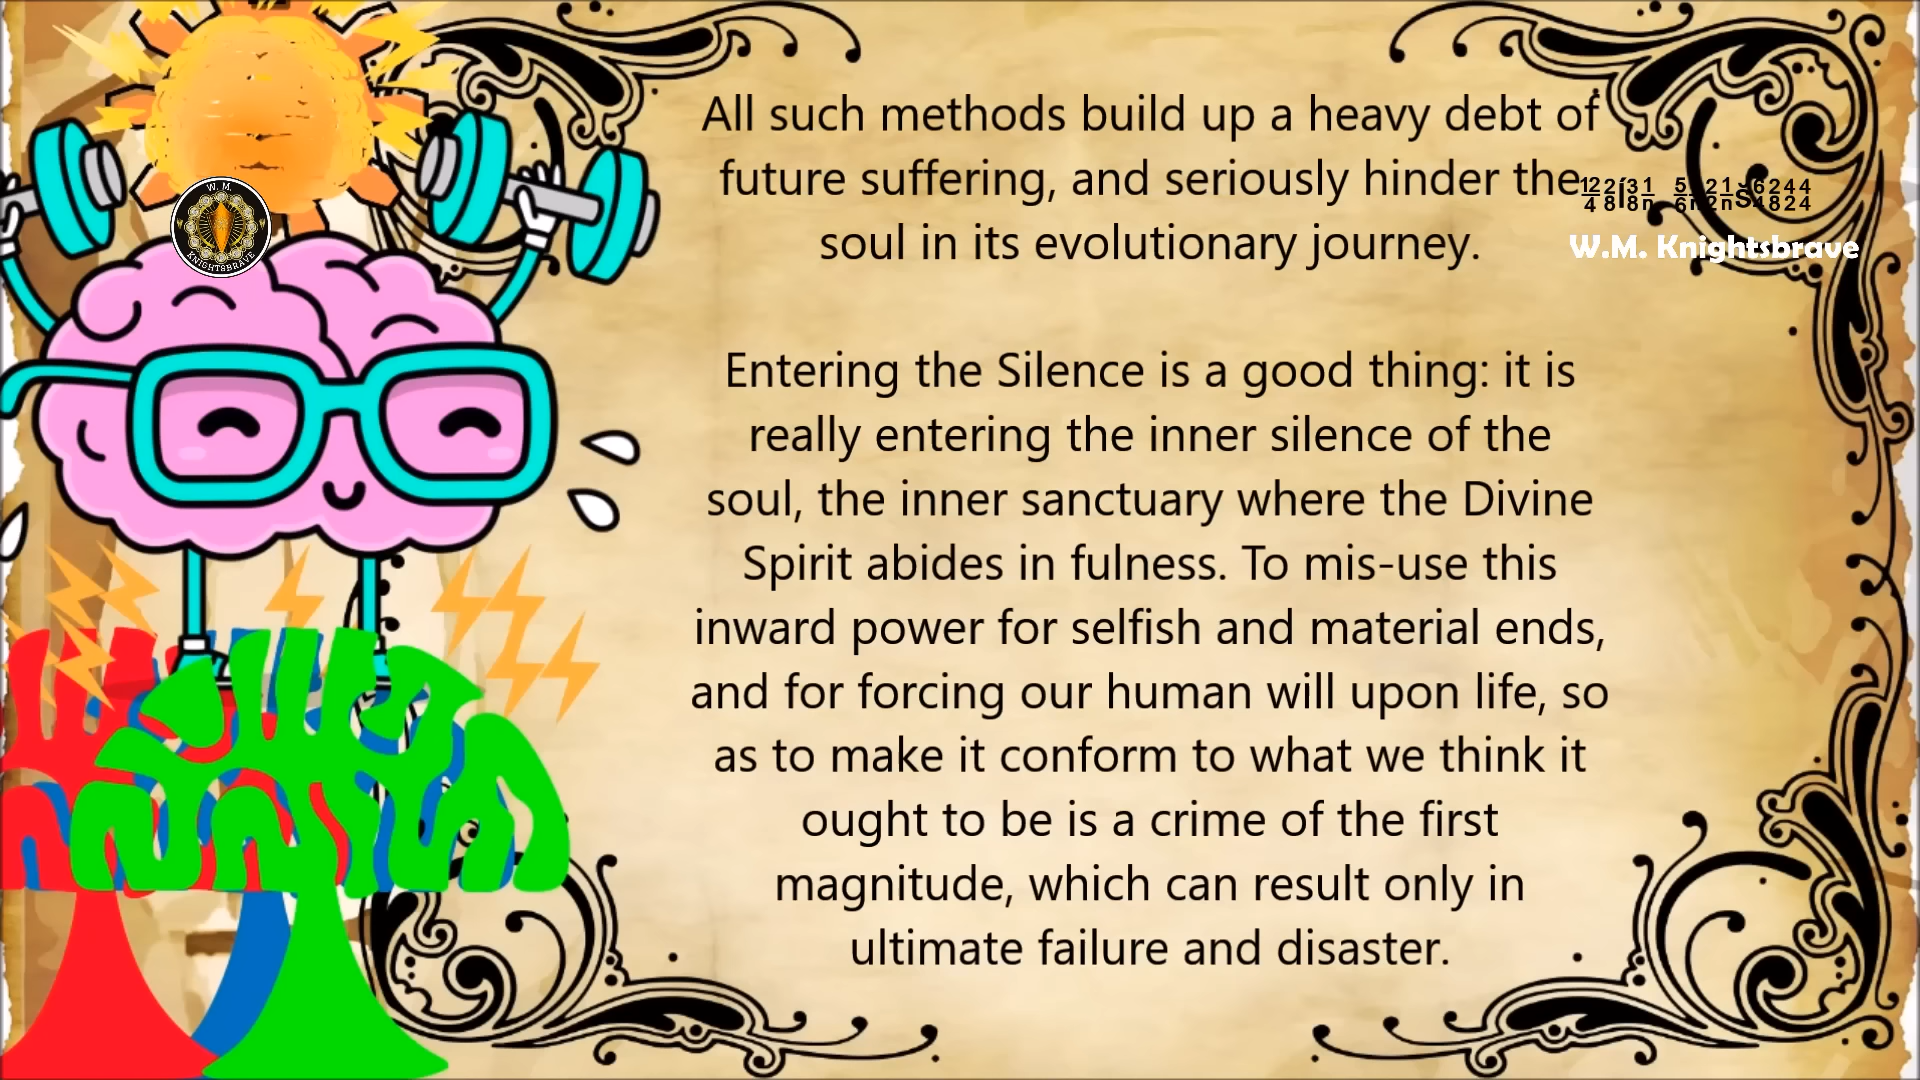 All such methods build up a heavy debt of
future suffering, and seriously hinder the
soul in its evolutionary journey.
W.M. Knightsbrave
W. M.
KNIGHTSBRAVE
Entering the Silence is a good thing: it is
really entering the inner silence of the
soul, the inner sanctuary where the Divine
Spirit abides in fulness. To mis-use this
inward power for selfish and material ends,
and for forcing our human will upon life, so
as to make it conform to what we think it
ought to be is a crime of the first
magnitude, which can result only in
ultimate failure and disaster.